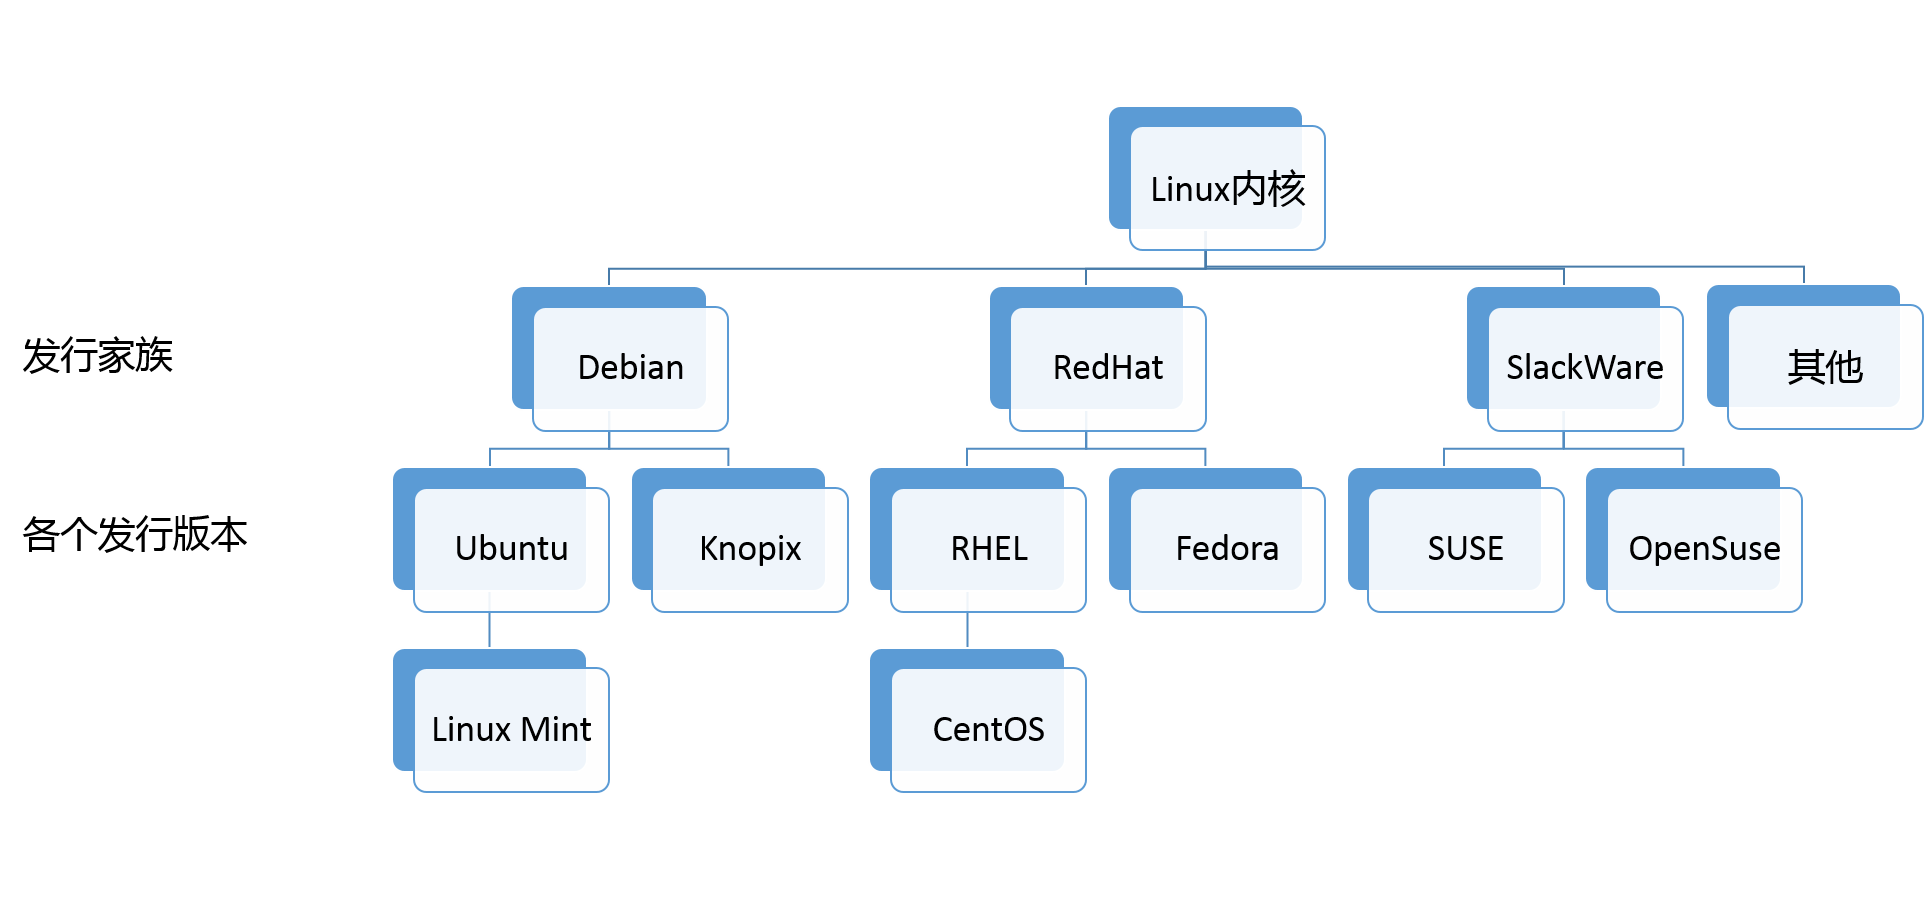 Linux内核
发行家族
Debian
RedHat
SlackWare
其他
各个发行版本
Ubuntu
Knopix
RHEL
Fedora
SUSE
OpenSuse
Linux Mint
CentOS